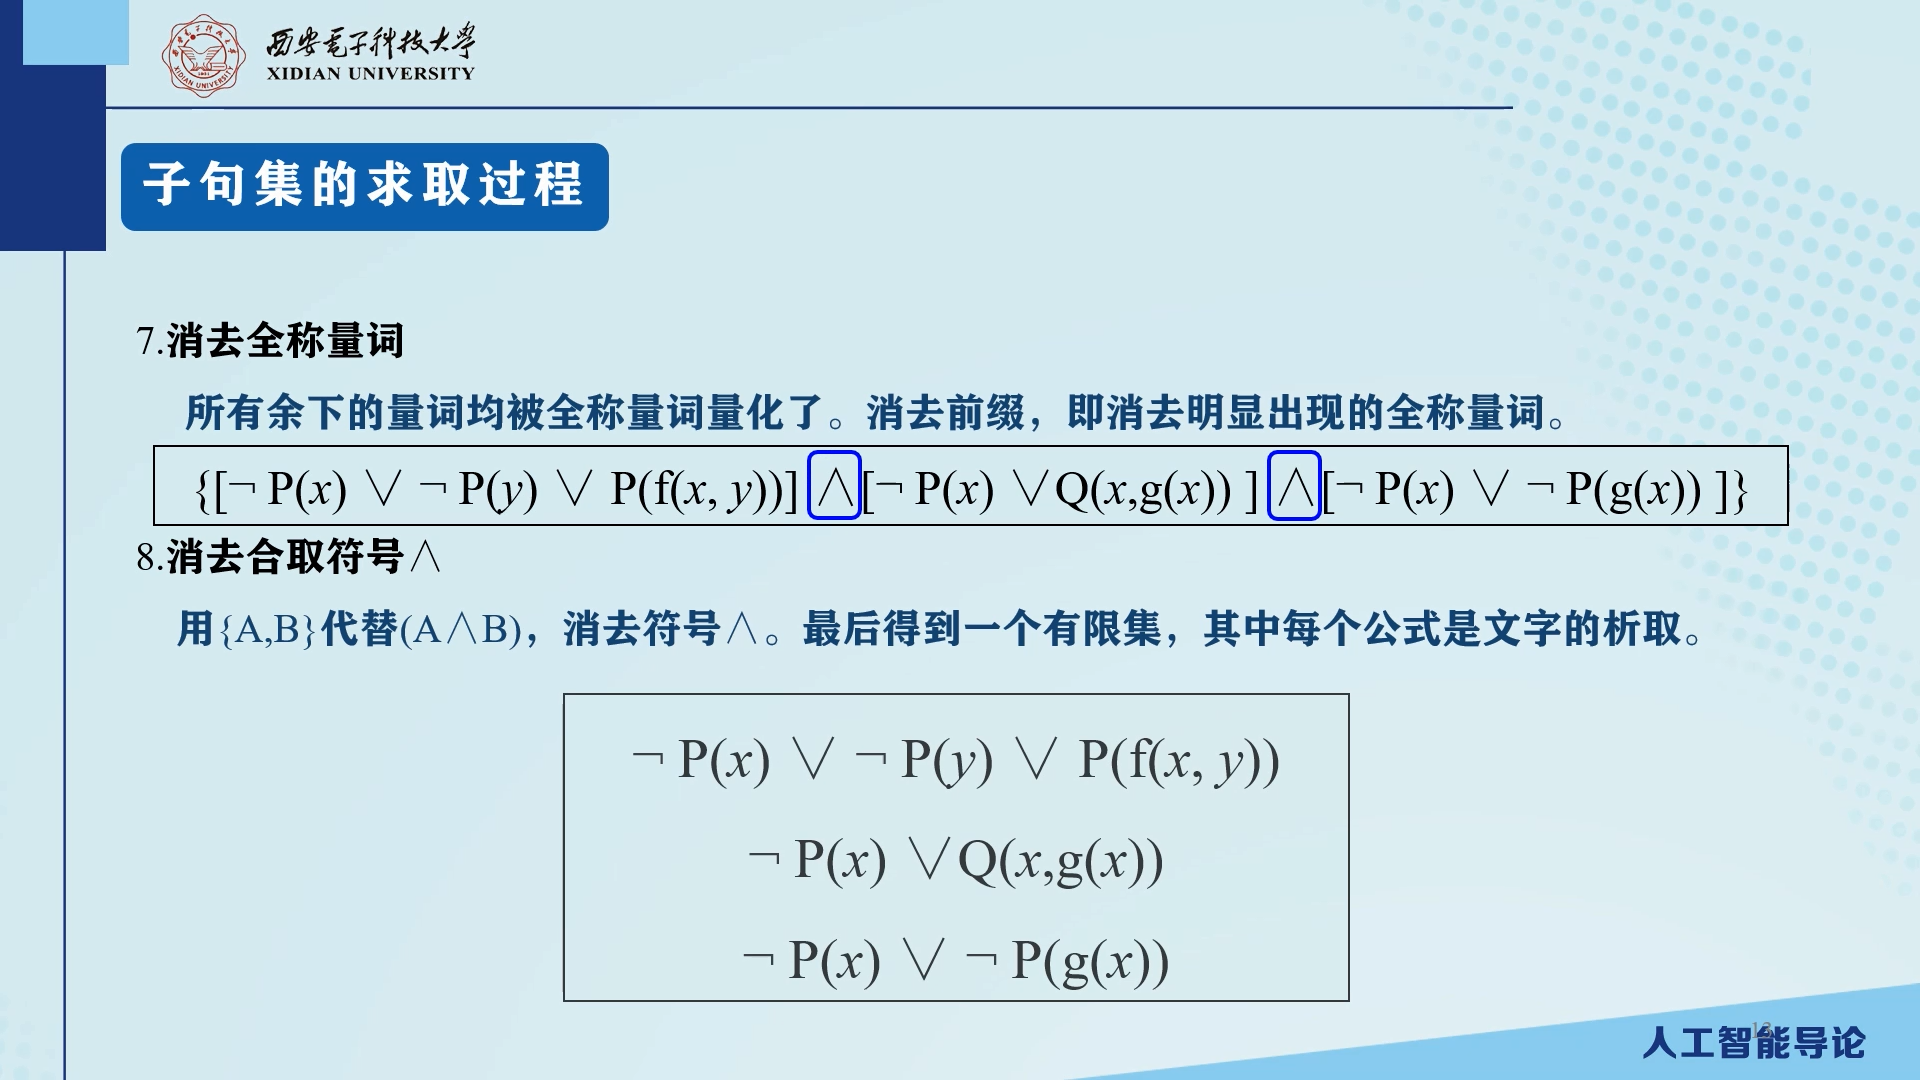 西安电子科技大学
XIDIAN UNIVERSITY
子句集的求取过程
7.消去全称量词
所有余下的量词均被全称量词量化了。消去前缀，即消去明显出现的全称量词。
{[¬ P(x) ∨ ¬ P(y) ∨ P(f(x, y))] ∧ [¬ P(x) ∨Q(x,g(x)) ] ∧ [¬ P(x) ∨ ¬ P(g(x)) ]}
8.消去合取符号∧
用{A,B}代替(A∧B)，消去符号∧。最后得到一个有限集，其中每个公式是文字的析取。
¬ P(x) ∨ ¬ P(y) ∨ P(f(x, y))
¬ P(x) ∨Q(x,g(x))
¬ P(x) ∨ ¬ P(g(x))
13
人工智能导论